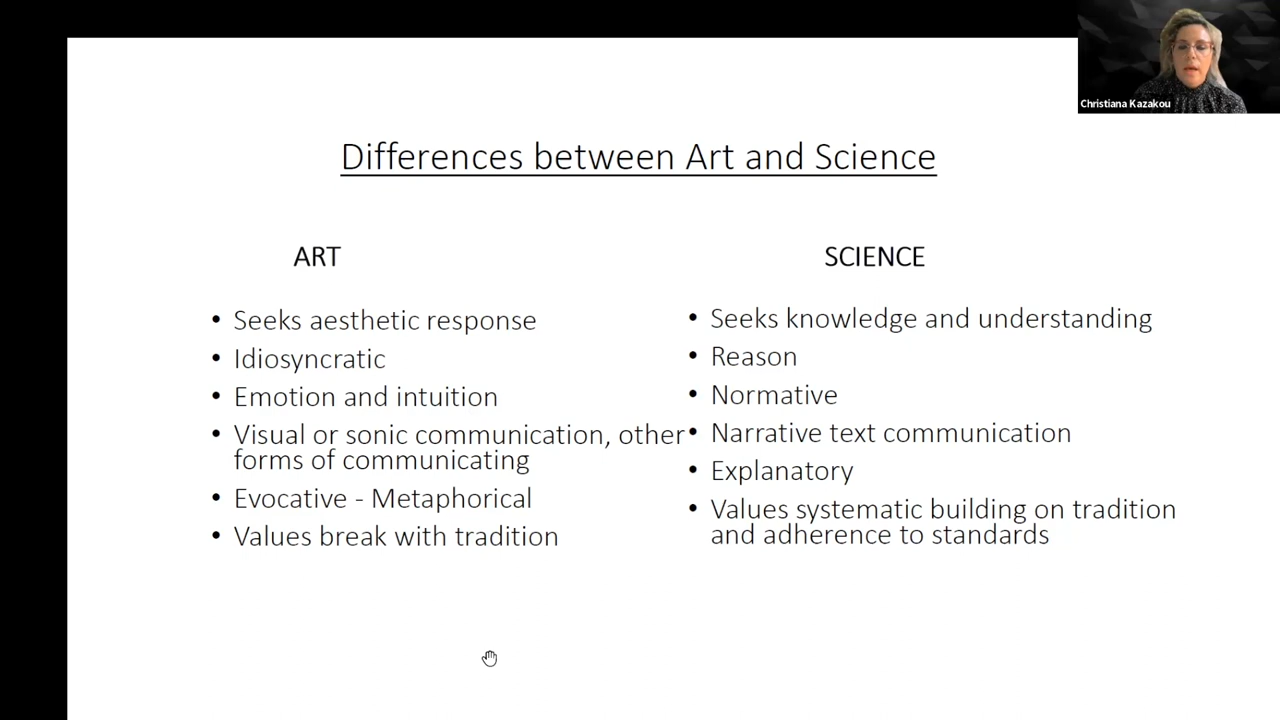 Christiana Kazakou
Differences between Art and Science
ART
• Seeks aesthetic response
• Idiosyncratic
• Emotion and intuition
• Visual or sonic communication, other
forms of communicating
• Evocative - Metaphorical
• Values break with tradition
SCIENCE
• Seeks knowledge and understanding
• Reason
• Normative
• Narrative text communication
• Explanatory
• Values systematic building on tradition
and adherence to standards